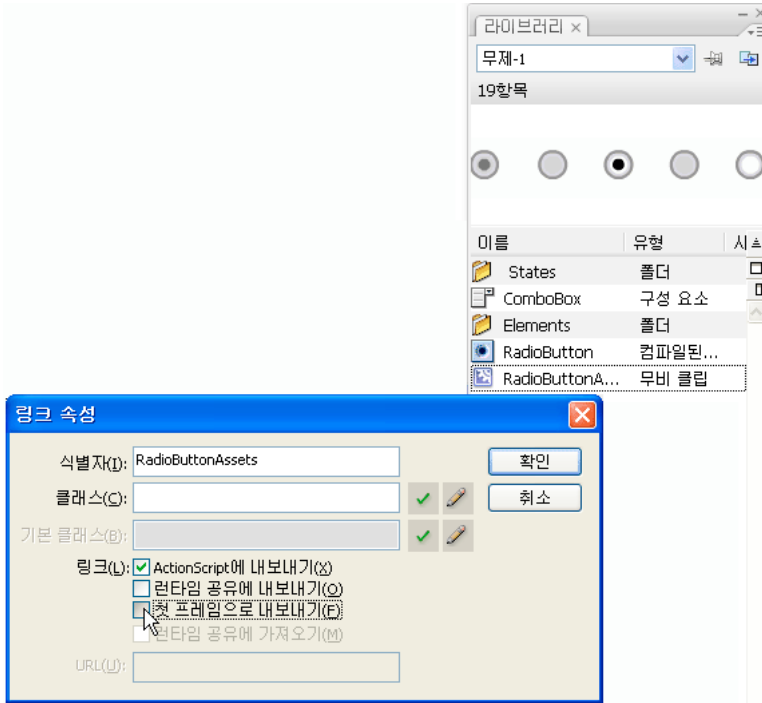 라이브러리
무제-1
19항목
이름 유형 시
States 폴더
ComboBox 구성 요소
Elements 폴더
RadioButton 컴파일된...
RadioButtonA... 무비 클립
링크 속성
식별자(I): RadioButtonAssets 확인
클래스(C): 취소
기본 클래스(B):
링크(L): ActionScript에 내보내기(X)
런타임 공유에 내보내기(O)
첫 프레임으로 내보내기(F)
런타임 공유에 가져오기(M)
URL(U):